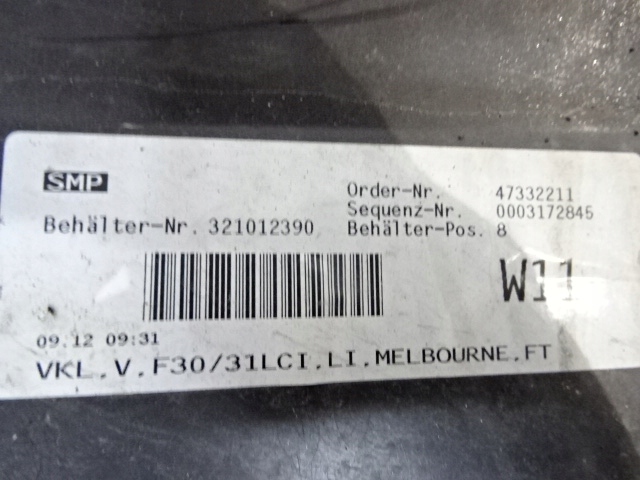 SMP
Order-Nr. 47332211
Sequenz-Nr. 0003172845
Behälter-Nr. 321012390 Behälter-Pos. 8
W11
09.12 09:31
VKL.V.F30/31LCI.LI.MELBOURNE.FT